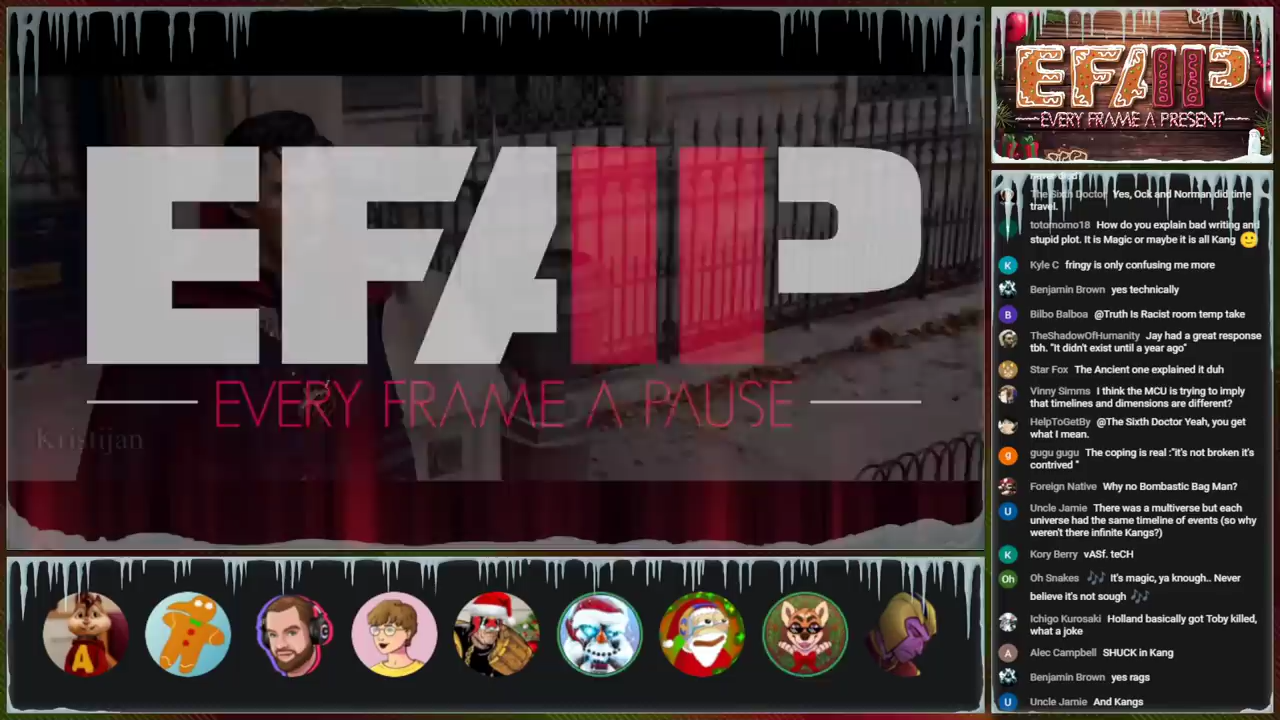 EFAIIP
EVERY FRAME A PAUSE
Kristijan
EFAIIP
EVERY FRAME A PRESENT
never died?
The Sixth Doctor Yes, Ock and Norman did time
travel.
totomomo18 How do you explain bad writing and
stupid plot. It is Magic or maybe it is all Kang 🙂
K Kyle C fringy is only confusing me more
Benjamin Brown yes technically
B Bilbo Balboa @Truth Is Racist room temp take
TheShadowOfHumanity Jay had a great response
tbh. "It didn't exist until a year ago"
Star Fox The Ancient one explained it duh
Vinny Simms I think the MCU is trying to imply
that timelines and dimensions are different?
HelpToGetBy @The Sixth Doctor Yeah, you get
what I mean.
g gugu gugu The coping is real :"it's not broken it's
contrived "
Foreign Native Why no Bombastic Bag Man?
U Uncle Jamie There was a multiverse but each
universe had the same timeline of events (so why
weren't there infinite Kangs?)
K Kory Berry vASf. teCH
Oh Oh Snakes 🎶 It's magic, ya knough.. Never
believe it's not sough 🎶
Ichigo Kurosaki Holland basically got Toby killed,
what a joke
A Alec Campbell SHUCK in Kang
Benjamin Brown yes rags
U Uncle Jamie And Kangs
A